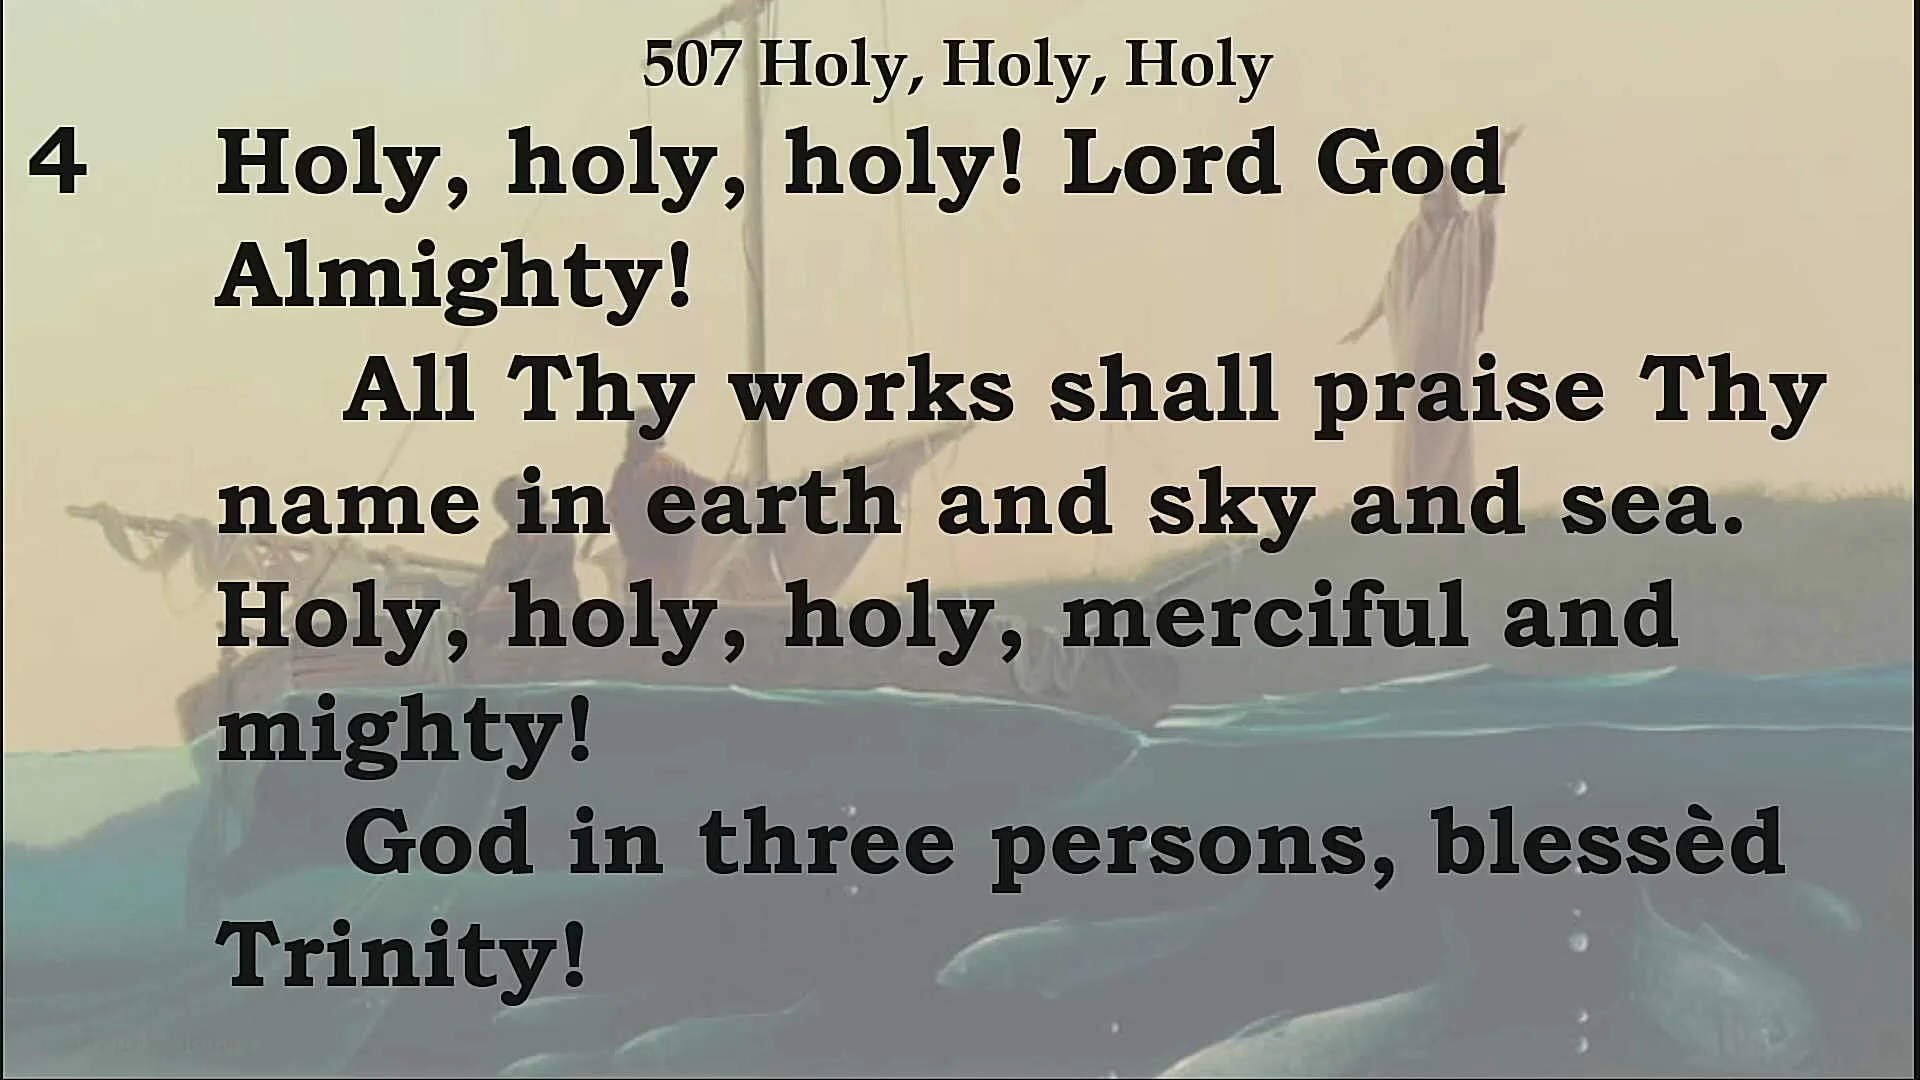 507 Holy, Holy, Holy
4 Holy, holy, holy! Lord God
Almighty!
All Thy works shall praise Thy
name in earth and sky and sea.
Holy, holy, holy, merciful and
mighty!
God in three persons, blessèd
Trinity!